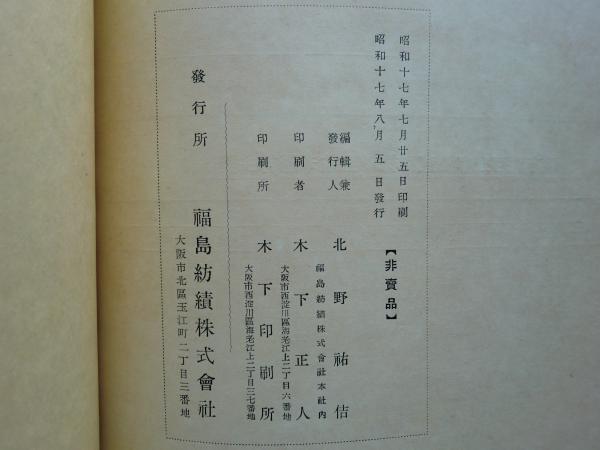 昭和十七年七月廿五日印刷
昭和十七年八月五日發行
【非賣品】
編輯兼
發行人
北野祐佶
福島紡績株式會社本社內
印刷者
木下正人
大阪市西淀川區海老江上二丁目六番地
印刷所
木下印刷所
大阪市西淀川區海老江上二丁目三七番地
發行所
福島紡績株式會社
大阪市北區玉江町二丁目三番地